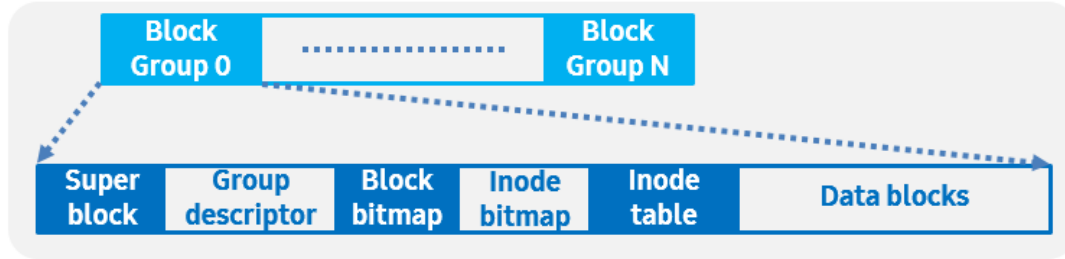 Block
Group 0
Block
Group N
Super
block
Group
descriptor
Block
bitmap
Inode
bitmap
Inode
table
Data blocks